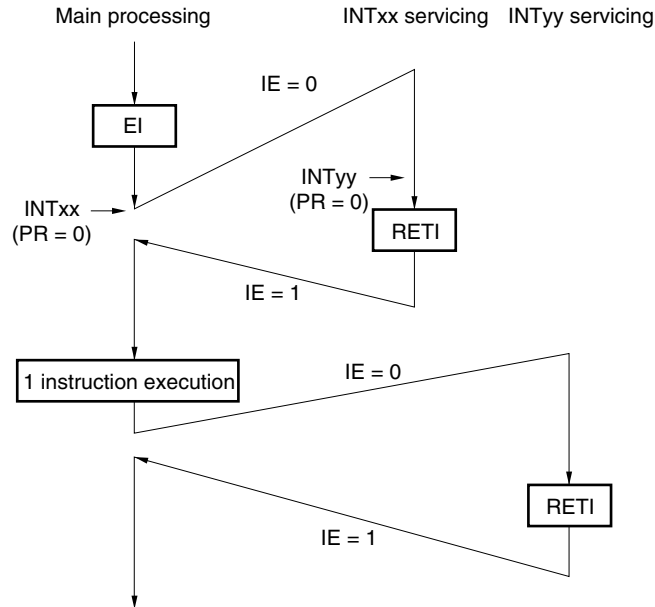 Main processing
INTxx servicing
INTyy servicing
IE = 0
EI
INTyy
(PR = 0)
INTxx
(PR = 0)
RETI
IE = 1
1 instruction execution
IE = 0
RETI
IE = 1